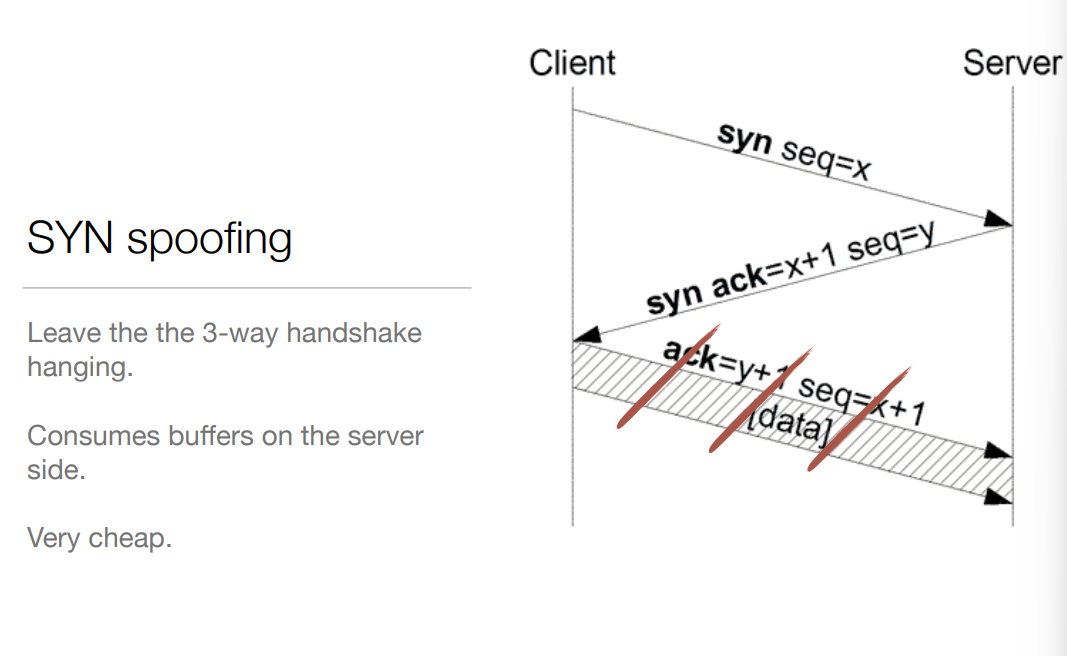 SYN spoofing
Leave the the 3-way handshake
hanging.
Consumes buffers on the server
side.
Very cheap.
Client
Server
syn seq=x
syn ack=x+1 seq=y
ack=y+1 seq=x+1
[data]